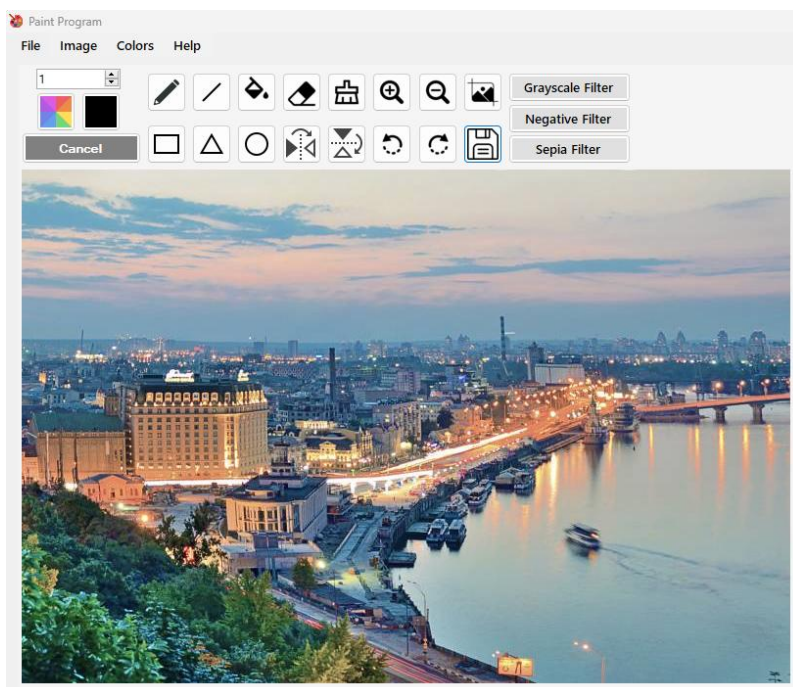 Paint Program
File Image Colors Help
1
Grayscale Filter
Negative Filter
Cancel
Sepia Filter